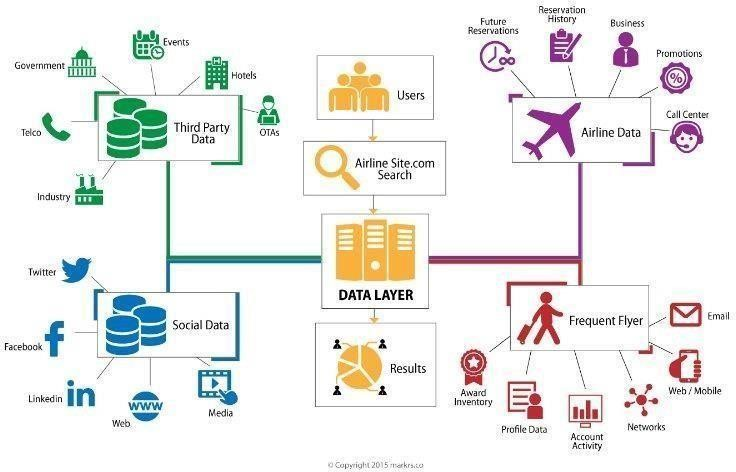 Future
Reservations
Reservation
History
Business
Promotions
Call Center
Airline Data
Events
Government
Hotels
Telco
Third Party
Data
OTAs
Industry
Users
Airline Site.com
Search
DATA LAYER
Results
Twitter
Facebook
Social Data
Linkedin
in
Web
WWW
Media
Frequent Flyer
Email
Web / Mobile
Networks
Account
Activity
Profile Data
Award
Inventory
© Copyright 2015 markrs.co